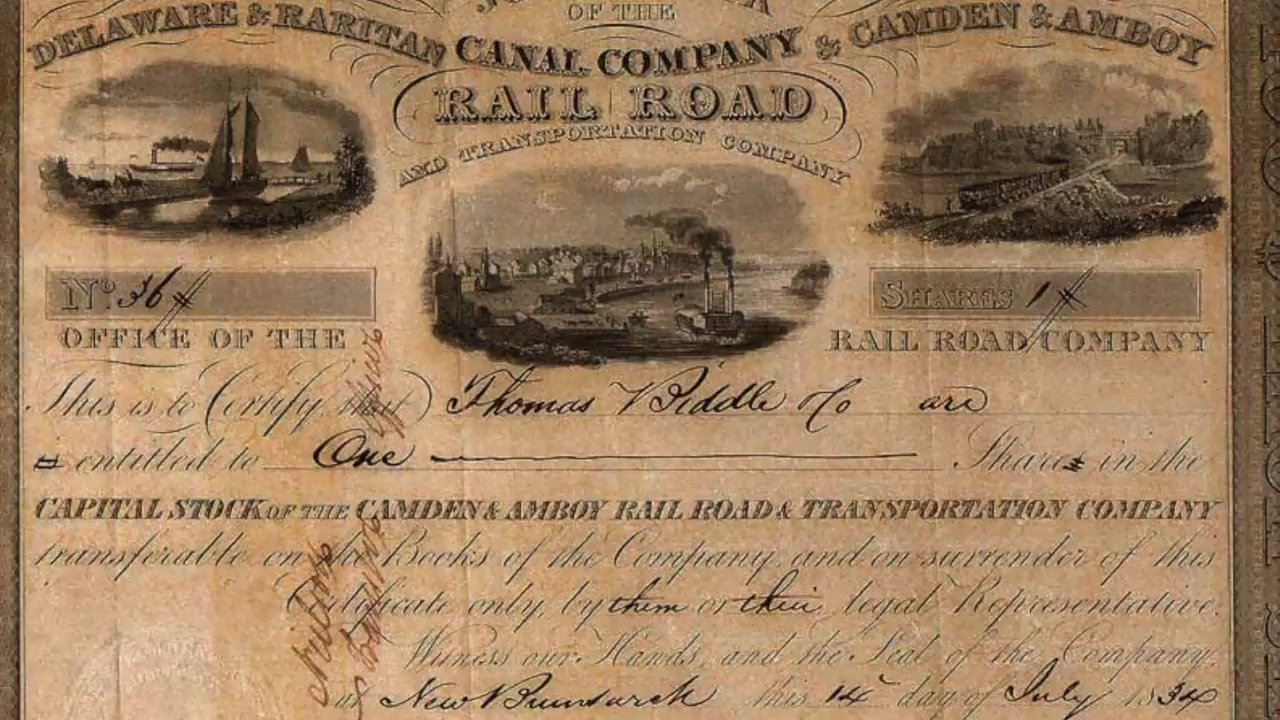 OF THE
DELAWARE & RARITAN CANAL COMPANY & CAMDEN & AMBOY
RAIL ROAD
AND TRANSPORTATION COMPANY
No. 36 SHARES 1
OFFICE OF THE RAIL ROAD COMPANY
This is to Certify, that Thomas Biddle & Co are
entitled to One Shares in the
CAPITAL STOCK OF THE CAMDEN & AMBOY RAIL ROAD & TRANSPORTATION COMPANY
transferable on the Books of the Company, and on surrender of this
Certificate only, by them or their legal Representative.
Witness our Hands, and the Seal of the Company,
at New Brunswick this 14 day of July 1834